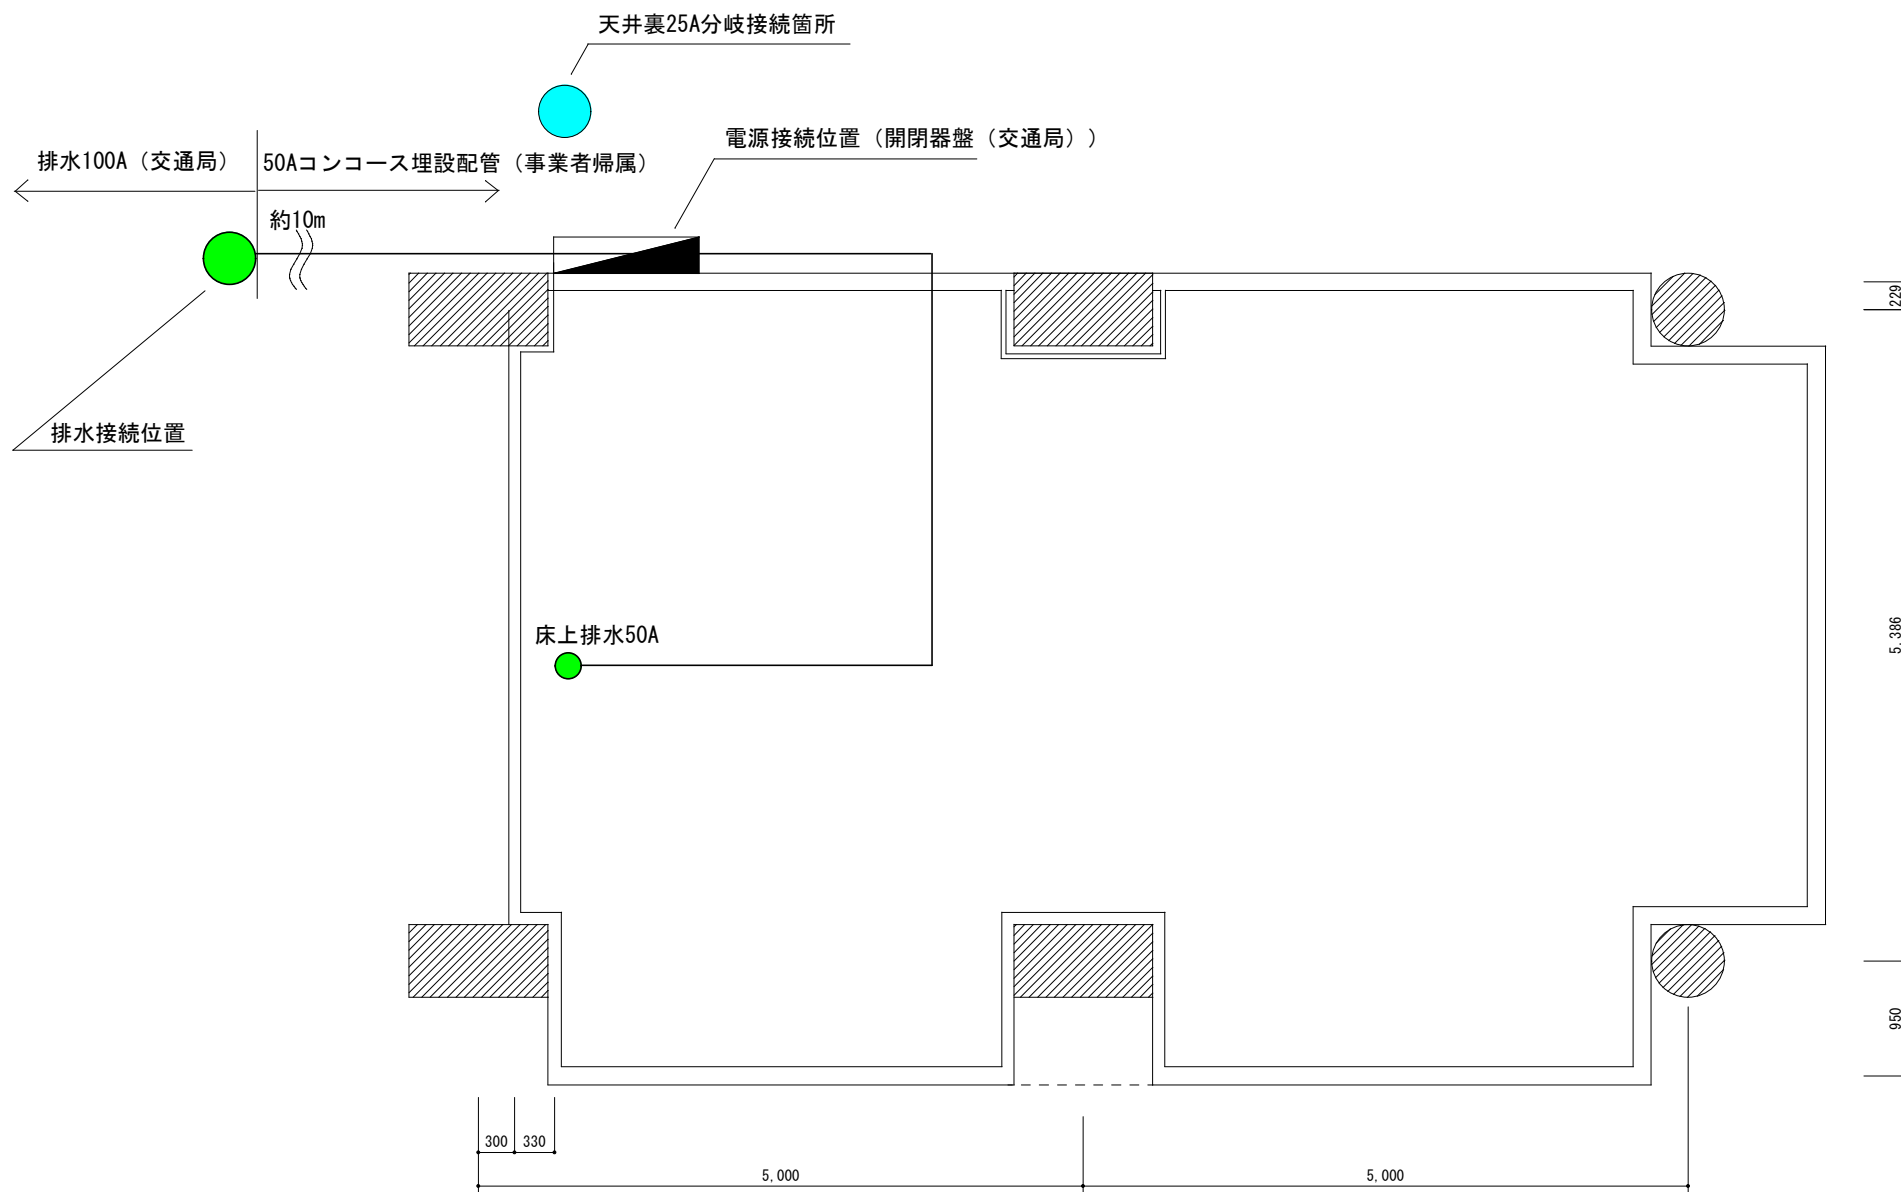 天井裏25A分岐接続箇所
電源接続位置（開閉器盤（交通局））
排水100A（交通局）
50Aコンコース埋設配管（事業者帰属）
約10m
229
排水接続位置
床上排水50A
5,386
950
300
330
5,000
5,000